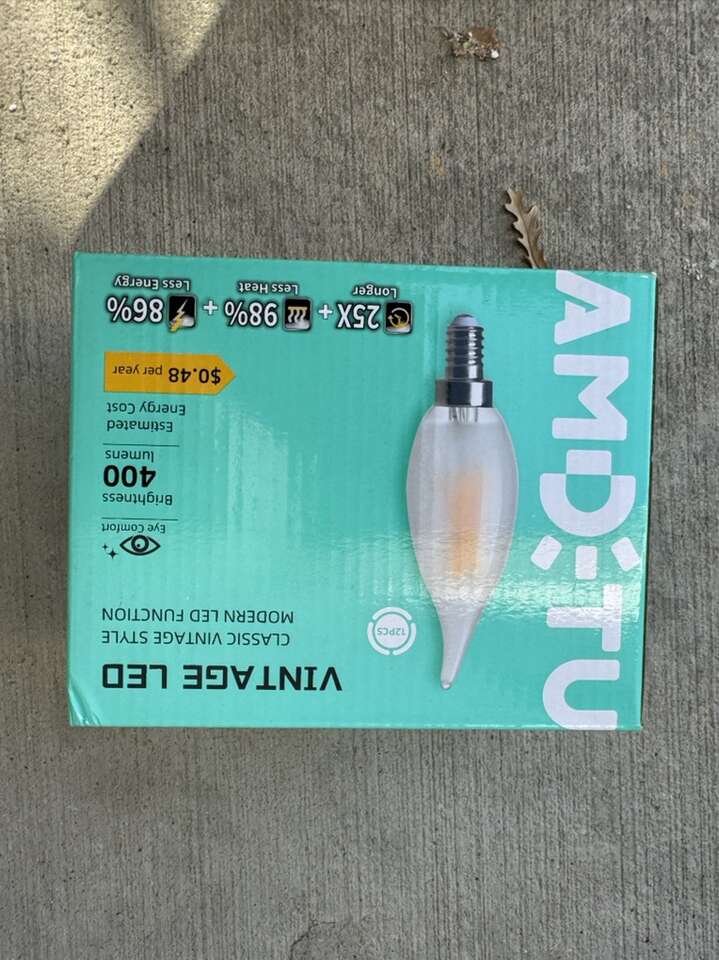 VINTAGE LED
CLASSIC VINTAGE STYLE
MODERN LED FUNCTION
12PCS
Eye Comfort
Brightness
400
lumens
Estimated
Energy Cost
$0.48 per year
25X
Longer
+
98%
Less Heat
+
86%
Less Energy
AMDITU